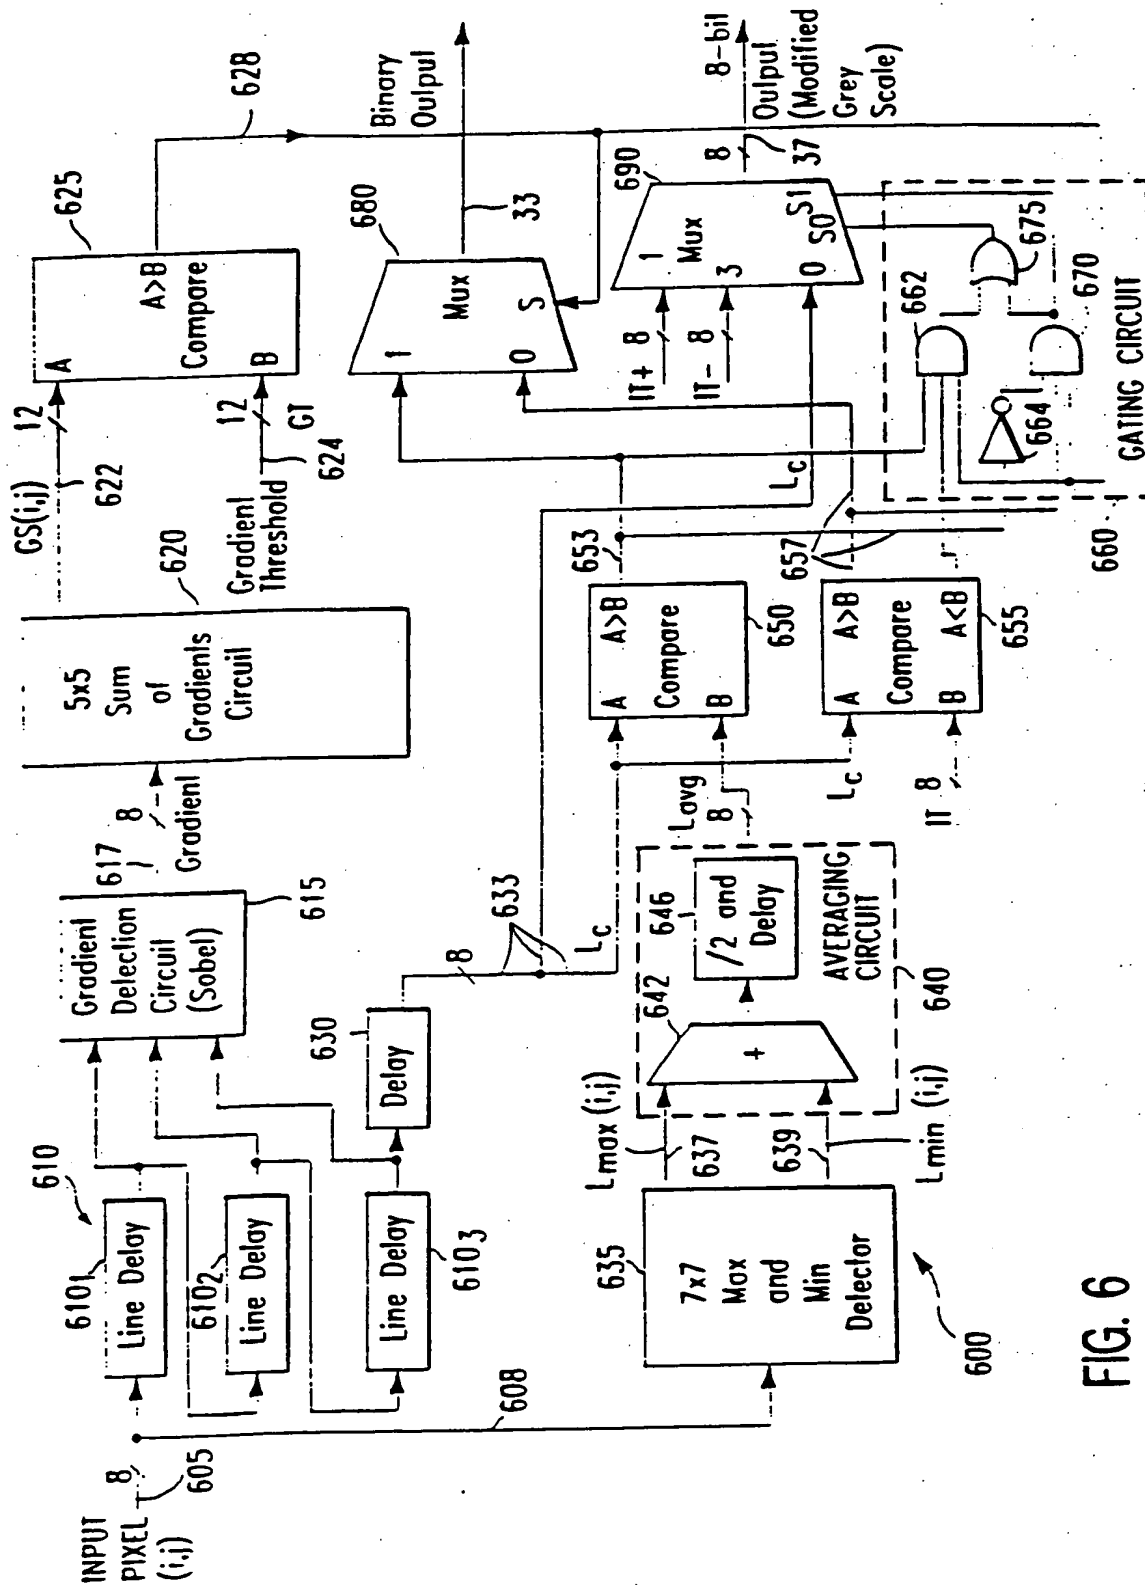 INPUT
PIXEL
(i,j)
8
605
608
610
610₁
Line Delay
610₂
Line Delay
Line Delay
610₃
630
Delay
Gradient
Detection
Circuit
(Sobel)
615
617
8
Gradient
5x5
Sum
of
Gradients
Circuit
620
GS(i,j)
12
622
Gradient
Threshold
12
GT
624
A
B
A>B
Compare
625
628
8
633
LC
635
7x7
Max
and
Min
Detector
600
Lmax (i,j)
637
639
Lmin (i,j)
642
+
646
/2 and
Delay
AVERAGING
CIRCUIT
640
Lavg
8
A
B
A>B
Compare
650
653
LC
IT
8
A
B
A>B
Compare
A<B
655
657
LC
1
0
Mux
S
680
33
Binary
Output
IT+
8
IT-
8
1
3
0
Mux
S0
S1
690
8
37
8-bit
Output
(Modified
Grey
Scale)
662
664
670
675
GATING CIRCUIT
660
FIG. 6